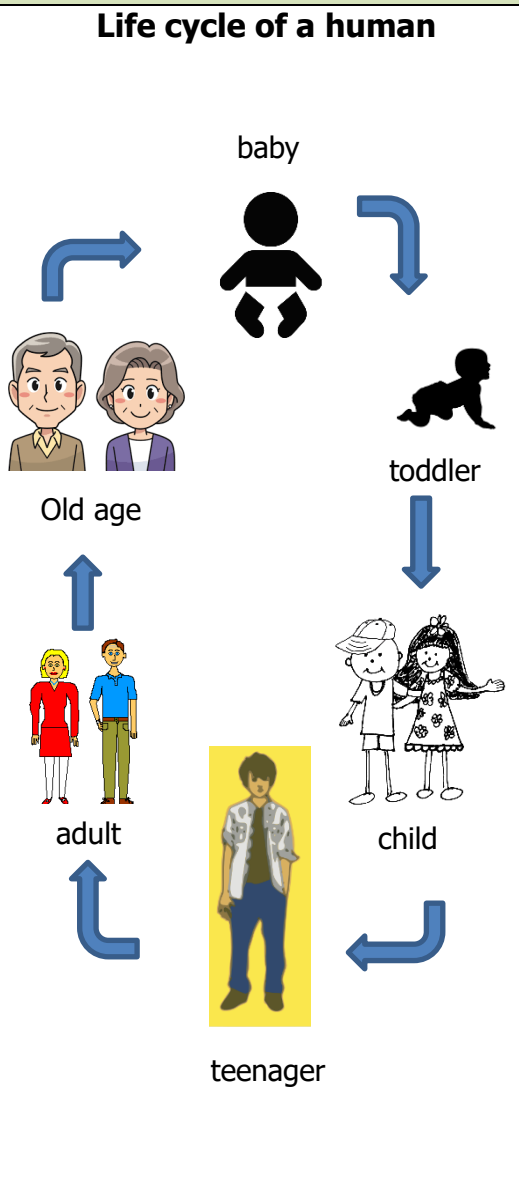 Life cycle of a human
baby
toddler
Old age
child
adult
teenager